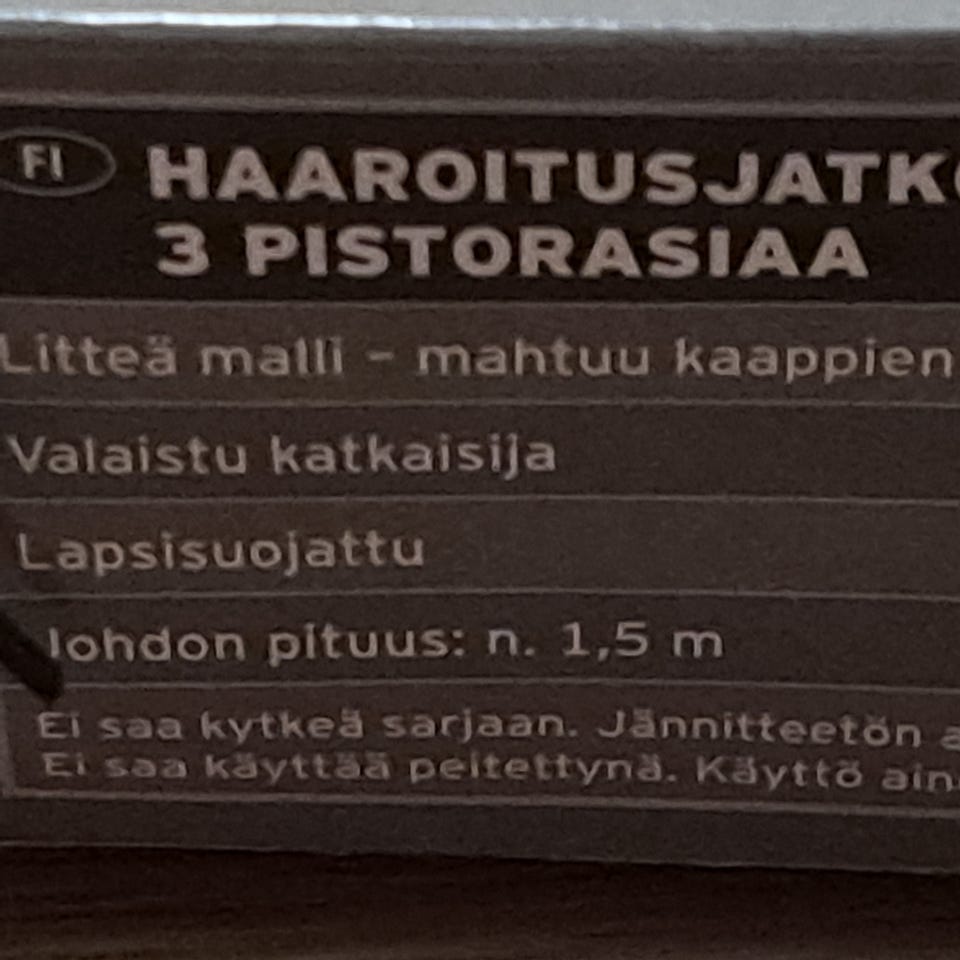 FI
HAAROITUSJATK
3 PISTORASIAA
Litteä malli - mahtuu kaappien
Valaistu katkaisija
Lapsisuojattu
Johdon pituus: n. 1,5 m
Ei saa kytkeä sarjaan. Jännitteetön a
Ei saa käyttää peitettynä. Käyttö ain